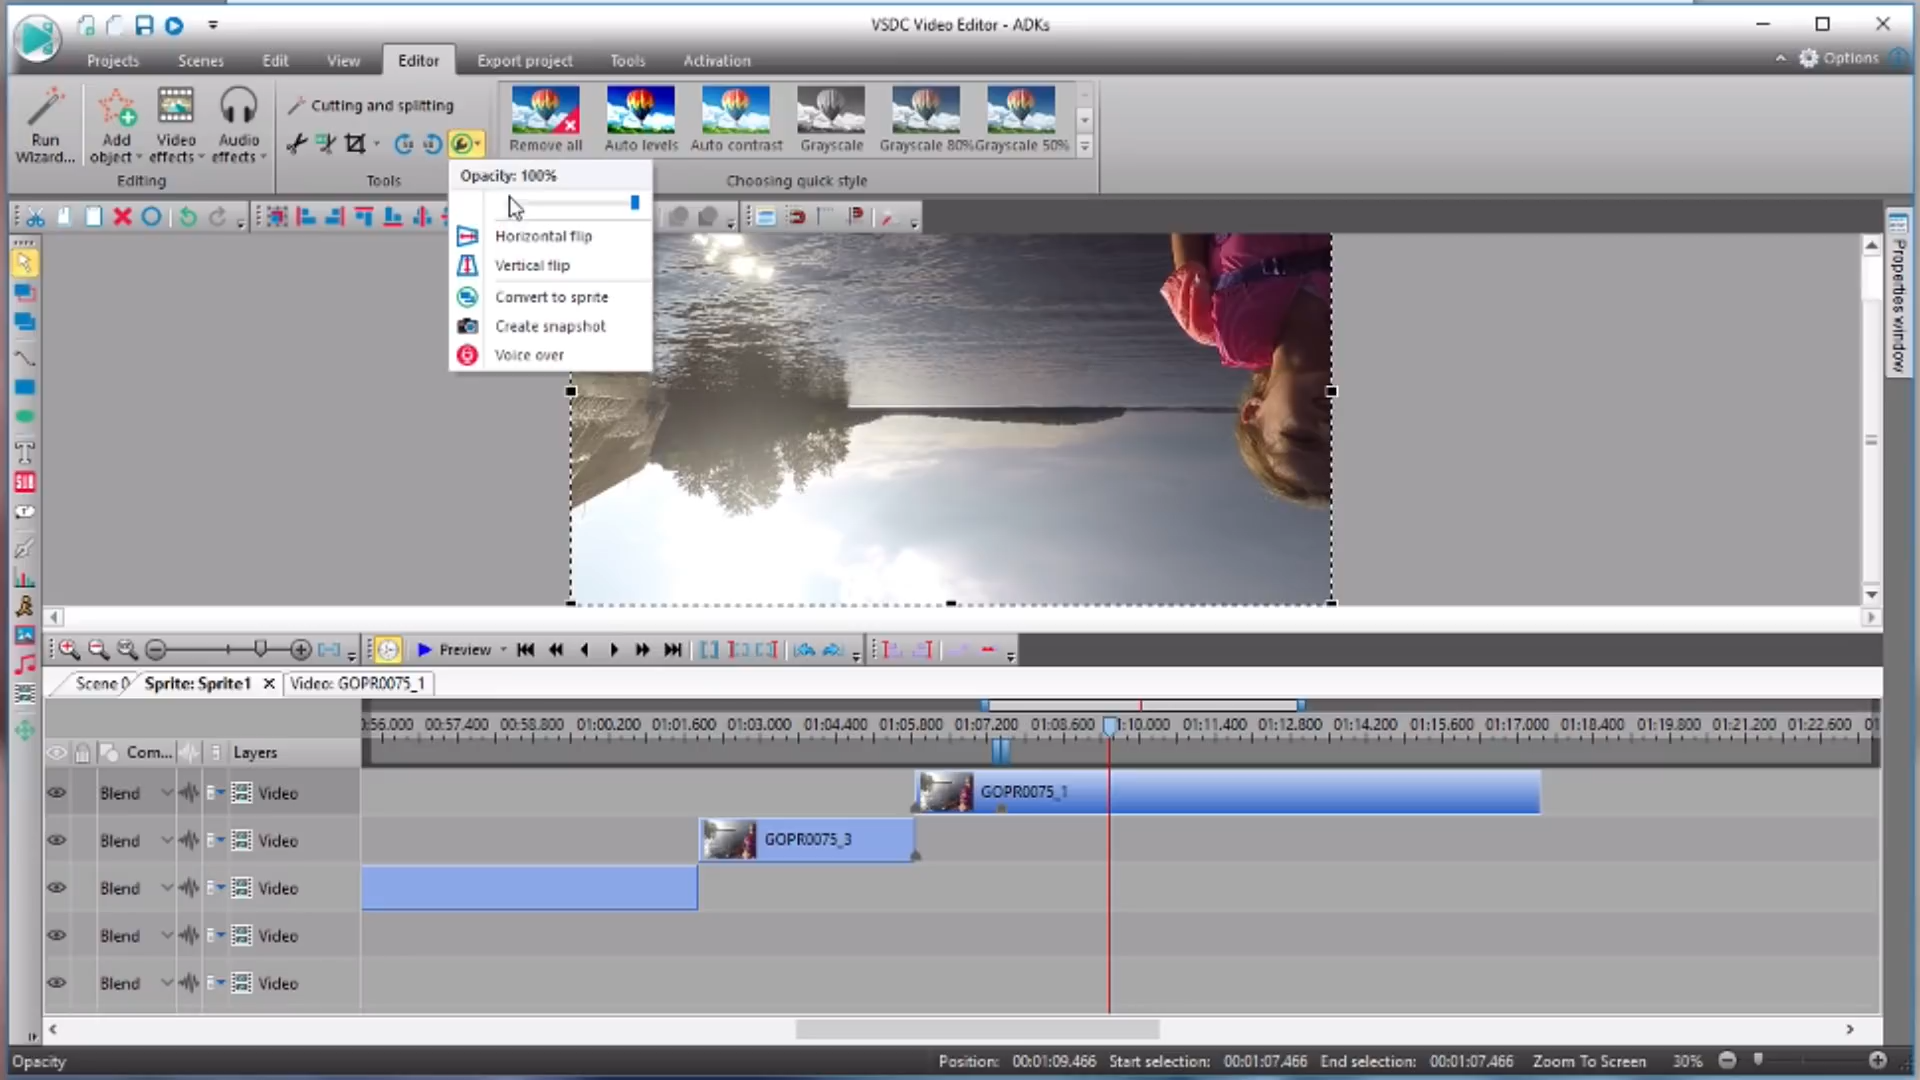 VSDC Video Editor - ADKs
Projects Scenes Edit View Editor Export project Tools Activation Options
Run Wizard...
Add object
Video effects
Audio effects
Cutting and splitting
Remove all Auto levels Auto contrast Grayscale Grayscale 80% Grayscale 50%
Editing Tools Choosing quick style
Opacity: 100%
Horizontal flip
Vertical flip
Convert to sprite
Create snapshot
Voice over
Properties window
T
SUB
Preview
Scene 0 Sprite: Sprite1 Video: GOPR0075_1
0:56.000 00:57.400 00:58.800 01:00.200 01:01.600 01:03.000 01:04.400 01:05.800 01:07.200 01:08.600 01:10.000 01:11.400 01:12.800 01:14.200 01:15.600 01:17.000 01:18.400 01:19.800 01:21.200 01:22.600 01
Com... Layers
Blend Video GOPR0075_1
Blend Video GOPR0075_3
Blend Video
Blend Video
Blend Video
Opacity Position: 00:01:09.466 Start selection: 00:01:07.466 End selection: 00:01:07.466 Zoom To Screen 30%